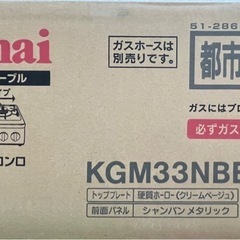 nai
51-286
ガスホースは
別売りです。
都市
ーブル
イプ
ガスにはプロ
必ずガス
コンロ
KGM33NBE
トッププレート 硬質ホーロー(クリームベージュ)
前面パネル シャンパン メタリック